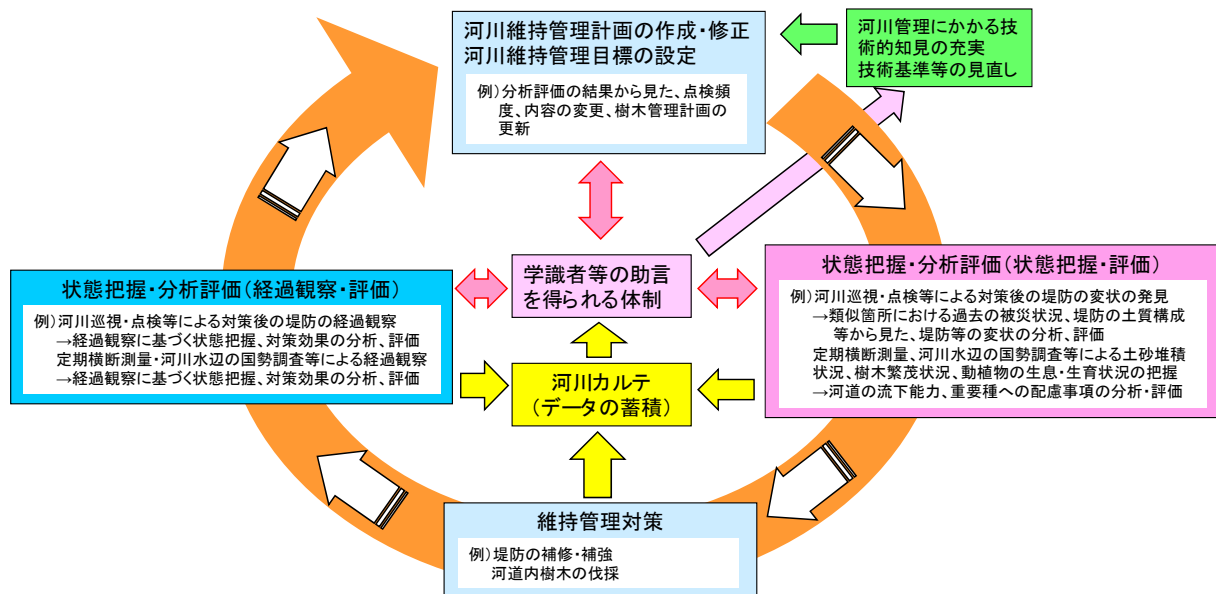 河川維持管理計画の作成・修正
河川維持管理目標の設定
例）分析評価の結果から見た、点検頻
度、内容の変更、樹木管理計画の
更新
河川管理にかかる技
術的知見の充実
技術基準等の見直し
学識者等の助言
を得られる体制
状態把握・分析評価（経過観察・評価）
例）河川巡視・点検等による対策後の堤防の経過観察
→経過観察に基づく状態把握、対策効果の分析、評価
定期横断測量・河川水辺の国勢調査等による経過観察
→経過観察に基づく状態把握、対策効果の分析、評価
状態把握・分析評価（状態把握・評価）
例）河川巡視・点検等による対策後の堤防の変状の発見
→類似箇所における過去の被災状況、堤防の土質構成
等から見た、堤防等の変状の分析、評価
定期横断測量、河川水辺の国勢調査等による土砂堆積
状況、樹木繁茂状況、動植物の生息・生育状況の把握
→河道の流下能力、重要種への配慮事項の分析・評価
河川カルテ
（データの蓄積）
維持管理対策
例）堤防の補修・補強
河道内樹木の伐採